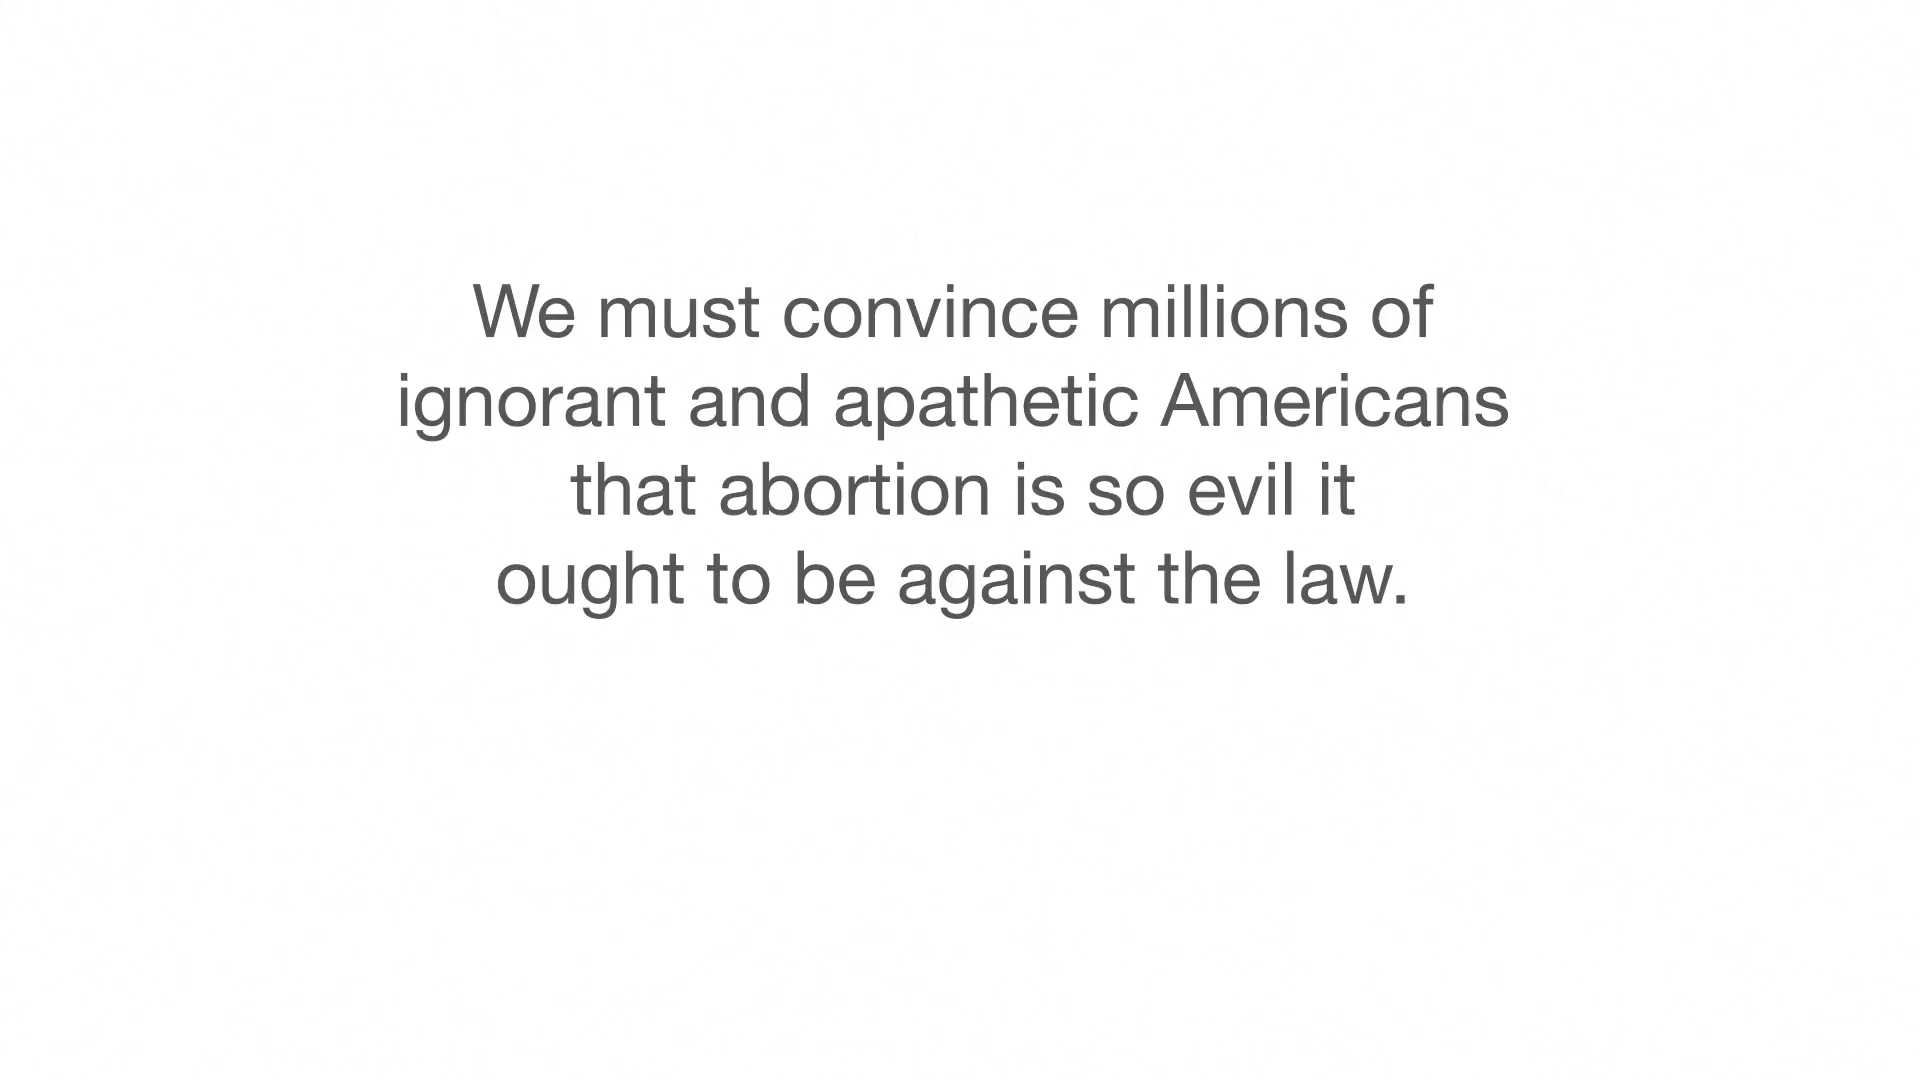 We must convince millions of
ignorant and apathetic Americans
that abortion is so evil it
ought to be against the law.